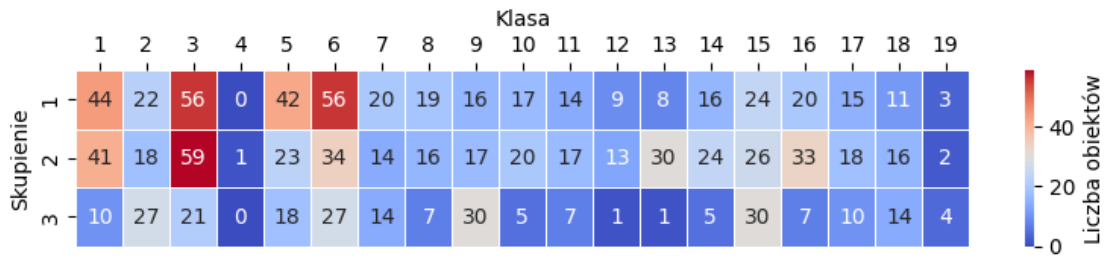 Klasa
1 2 3 4 5 6 7 8 9 10 11 12 13 14 15 16 17 18 19
Skupienie
1 44 22 56 0 42 56 20 19 16 17 14 9 8 16 24 20 15 11 3
2 41 18 59 1 23 34 14 16 17 20 17 13 30 24 26 33 18 16 2
3 10 27 21 0 18 27 14 7 30 5 7 1 1 5 30 7 10 14 4
40
20
0
Liczba obiektów